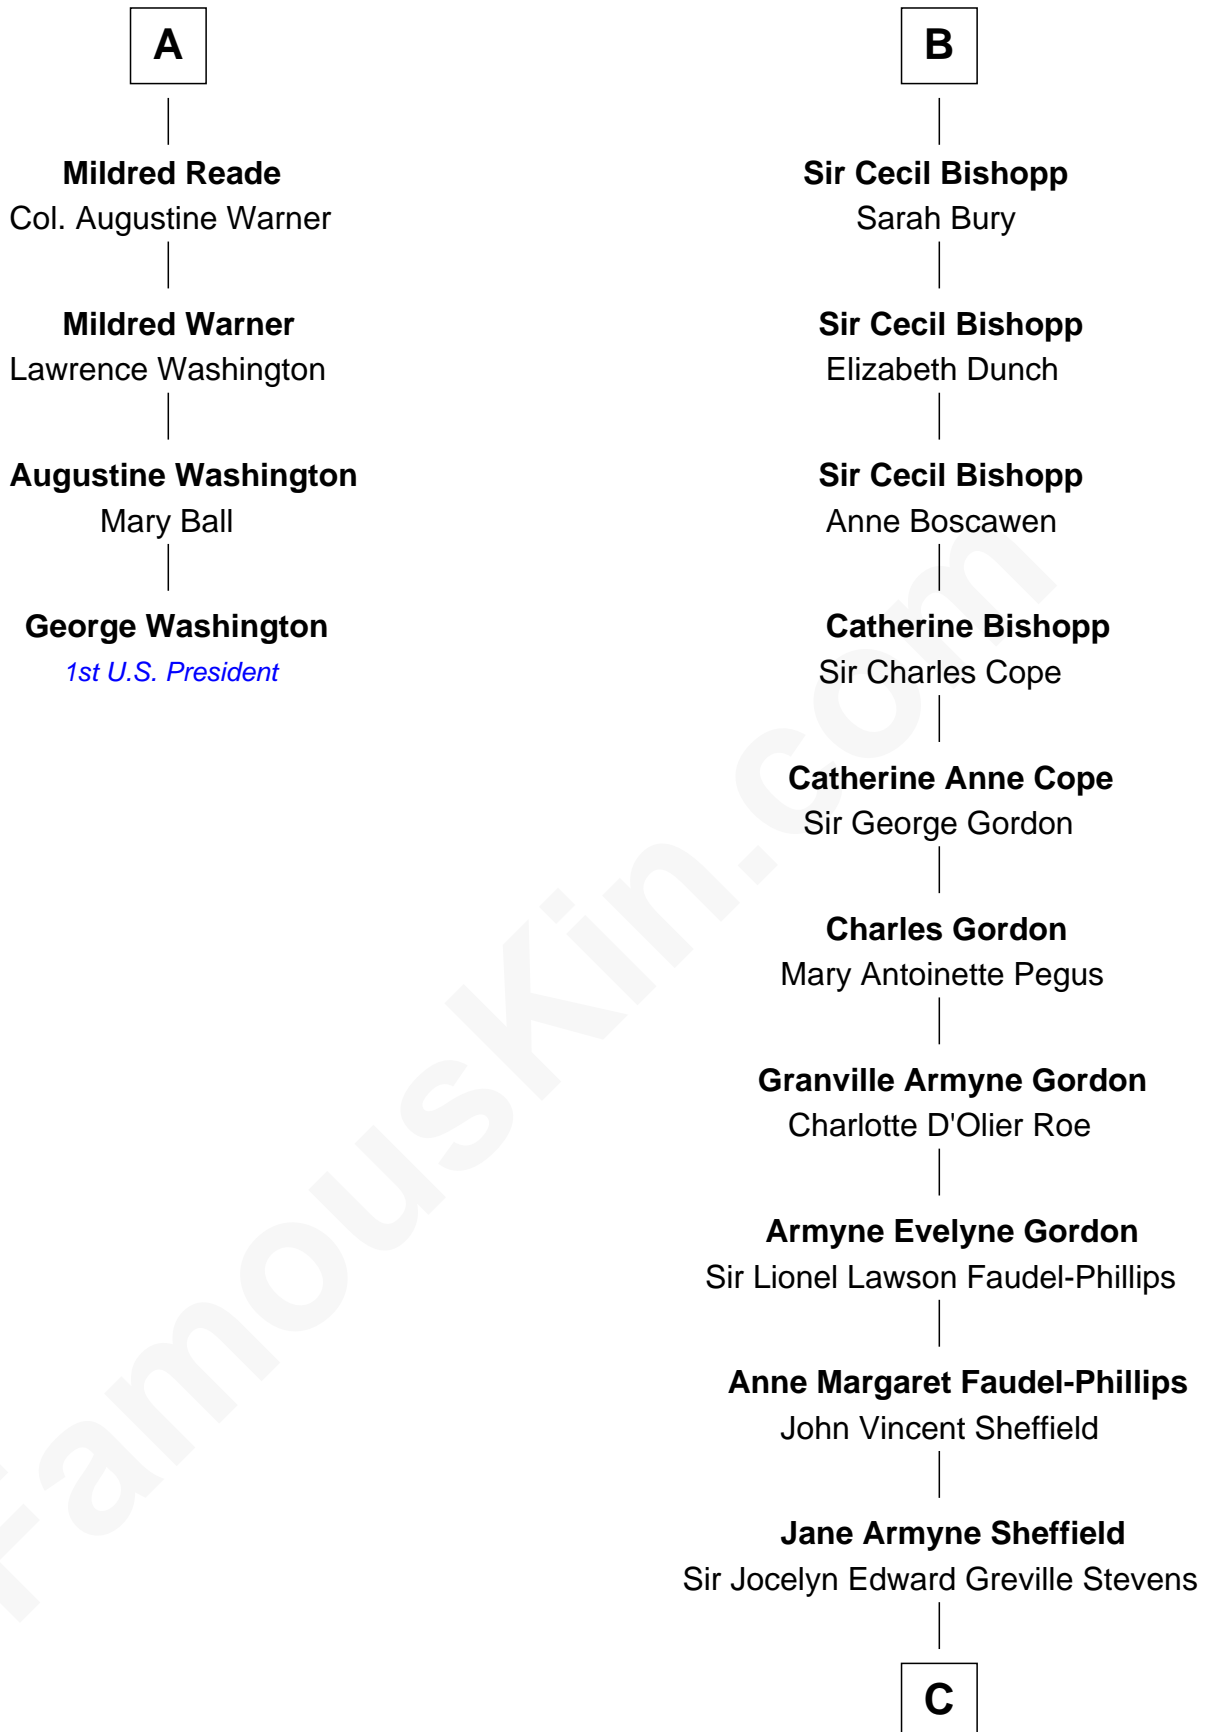 A
Mildred Reade
Col. Augustine Warner
Mildred Warner
Lawrence Washington
Augustine Washington
Mary Ball
George Washington
1st U.S. President
B
Sir Cecil Bishopp
Sarah Bury
Sir Cecil Bishopp
Elizabeth Dunch
Sir Cecil Bishopp
Anne Boscawen
Catherine Bishopp
Sir Charles Cope
Catherine Anne Cope
Sir George Gordon
Charles Gordon
Mary Antoinette Pegus
Granville Armyne Gordon
Charlotte D'Olier Roe
Armyne Evelyne Gordon
Sir Lionel Lawson Faudel-Phillips
Anne Margaret Faudel-Phillips
John Vincent Sheffield
Jane Armyne Sheffield
Sir Jocelyn Edward Greville Stevens
C
FamousKin.com